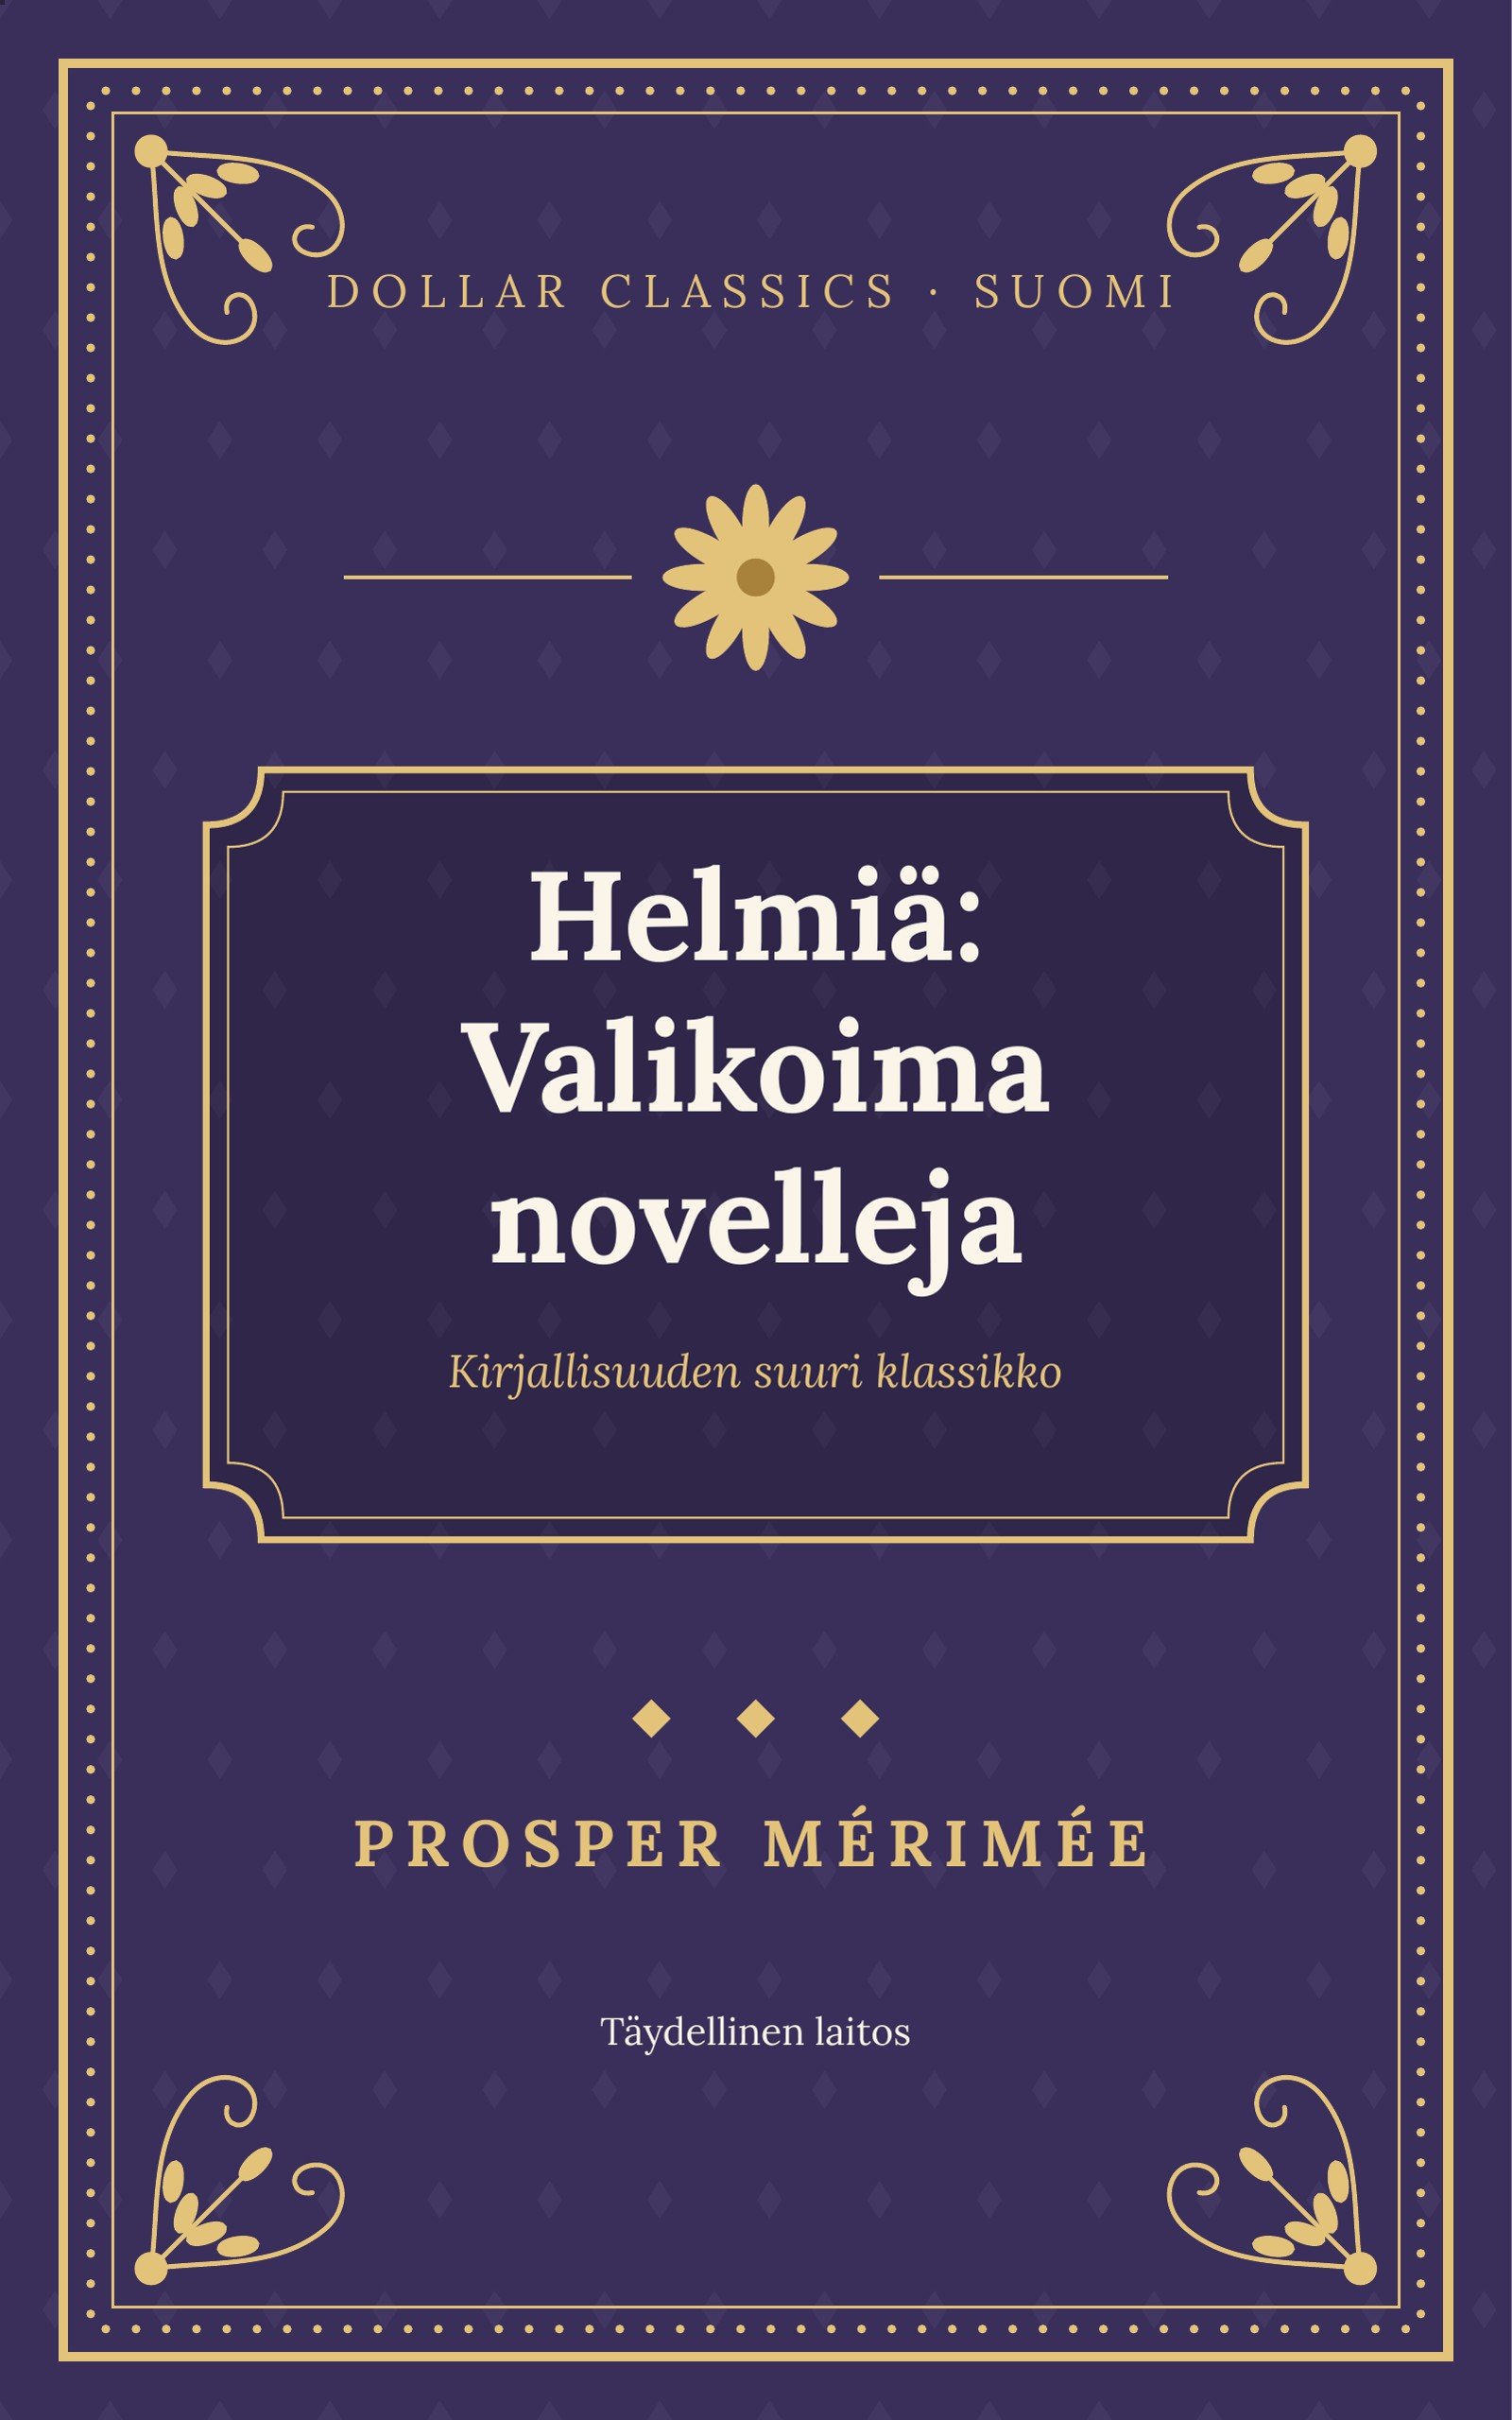 DOLLAR CLASSICS · SUOMI
Helmiä:
Valikoima
novelleja
Kirjallisuuden suuri klassikko
PROSPER MÉRIMÉE
Täydellinen laitos